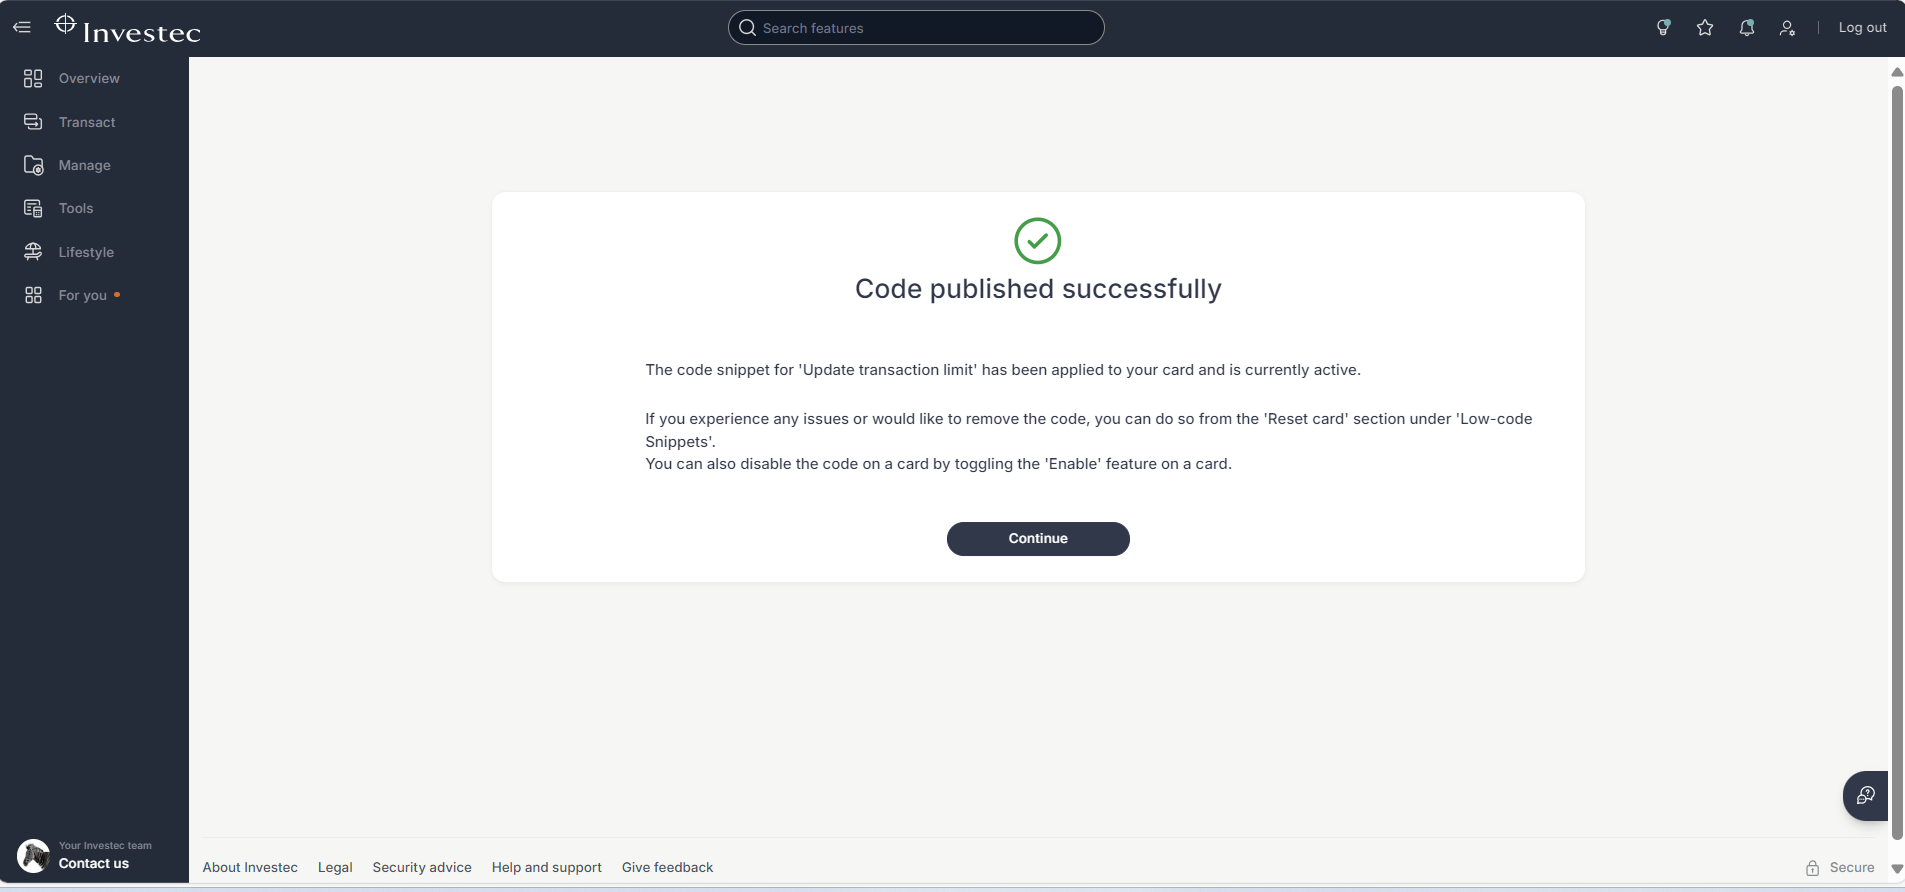 Investec
Search features
Log out
Overview
Transact
Manage
Tools
Lifestyle
For you
Code published successfully
The code snippet for 'Update transaction limit' has been applied to your card and is currently active.
If you experience any issues or would like to remove the code, you can do so from the 'Reset card' section under 'Low-code
Snippets'.
You can also disable the code on a card by toggling the 'Enable' feature on a card.
Continue
Your Investec team
Contact us
About Investec
Legal
Security advice
Help and support
Give feedback
Secure